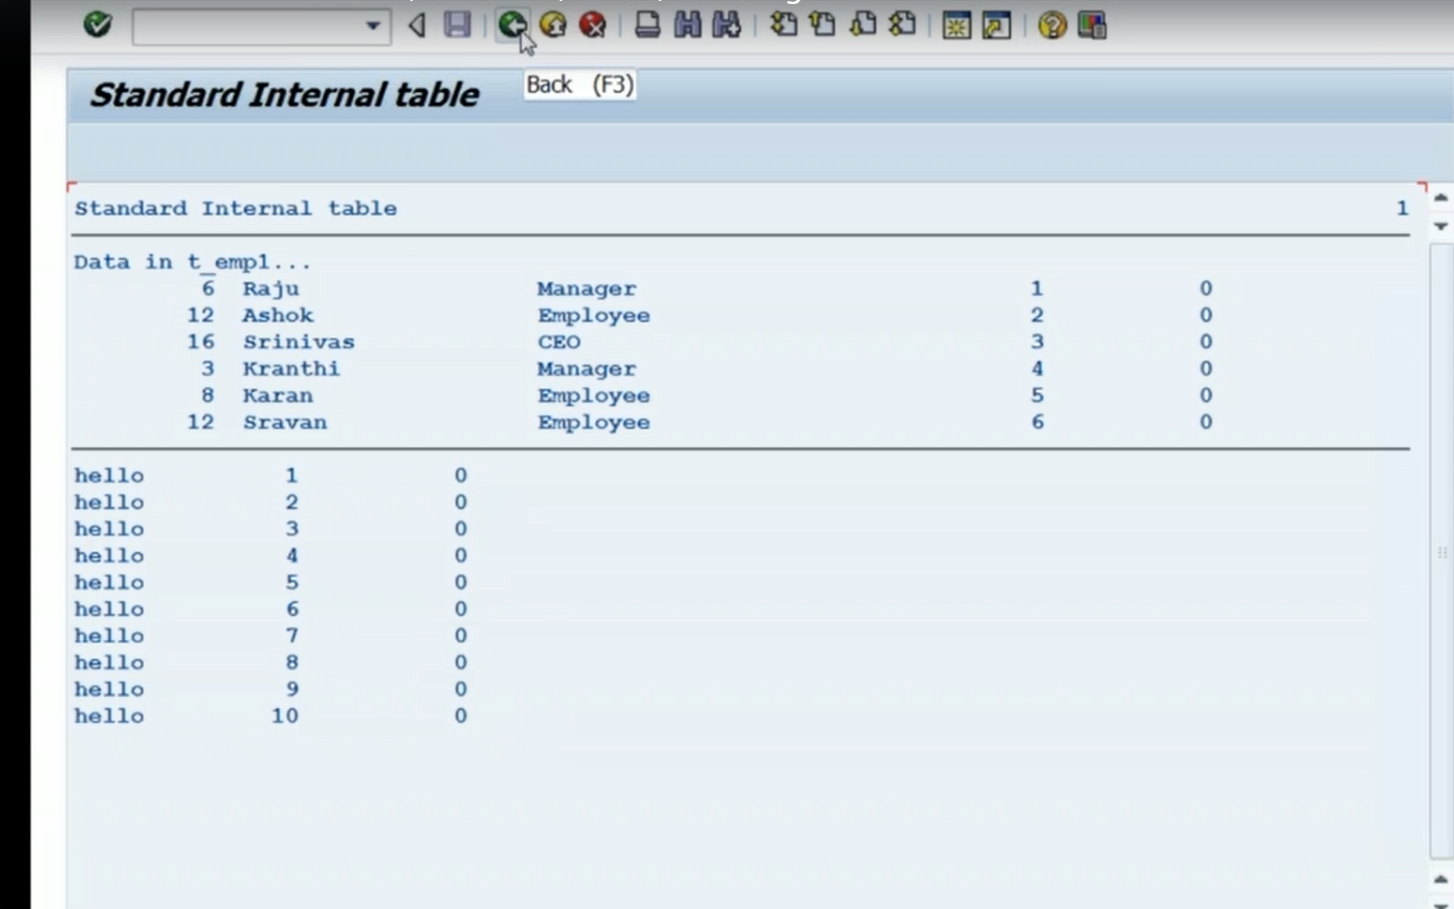 Back (F3)
Standard Internal table
Standard Internal table 1
Data in t_emp1...
6 Raju Manager 1 0
12 Ashok Employee 2 0
16 Srinivas CEO 3 0
3 Kranthi Manager 4 0
8 Karan Employee 5 0
12 Sravan Employee 6 0
hello 1 0
hello 2 0
hello 3 0
hello 4 0
hello 5 0
hello 6 0
hello 7 0
hello 8 0
hello 9 0
hello 10 0